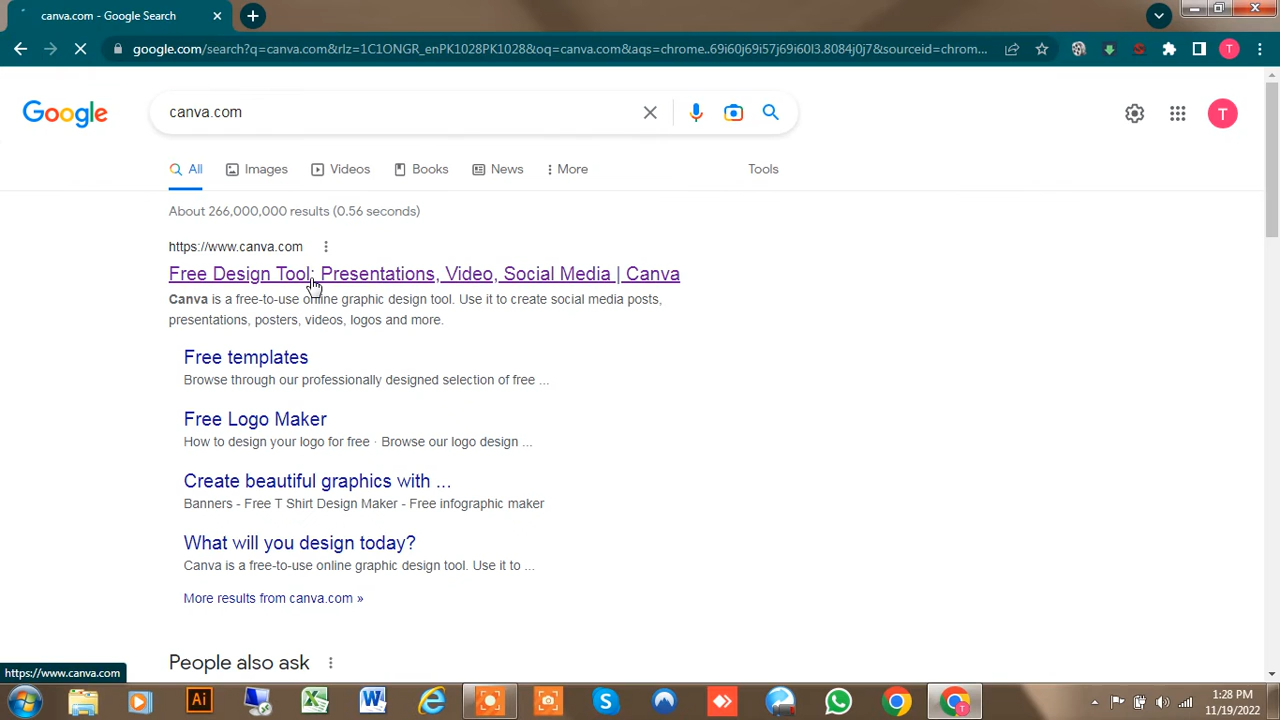 canva.com - Google Search
google.com/search?q=canva.com&rlz=1C1ONGR_enPK1028PK1028&oq=canva.com&aqs=chrome..69i60j69i57j69i60l3.8084j0j7&sourceid=chrom...
Google
canva.com
T
All
Images
Videos
Books
News
More
Tools
About 266,000,000 results (0.56 seconds)
https://www.canva.com
Free Design Tool: Presentations, Video, Social Media | Canva
Canva is a free-to-use online graphic design tool. Use it to create social media posts,
presentations, posters, videos, logos and more.
Free templates
Browse through our professionally designed selection of free ...
Free Logo Maker
How to design your logo for free · Browse our logo design ...
Create beautiful graphics with ...
Banners - Free T Shirt Design Maker - Free infographic maker
What will you design today?
Canva is a free-to-use online graphic design tool. Use it to ...
More results from canva.com »
People also ask
https://www.canva.com
Ai
1:28 PM
11/19/2022